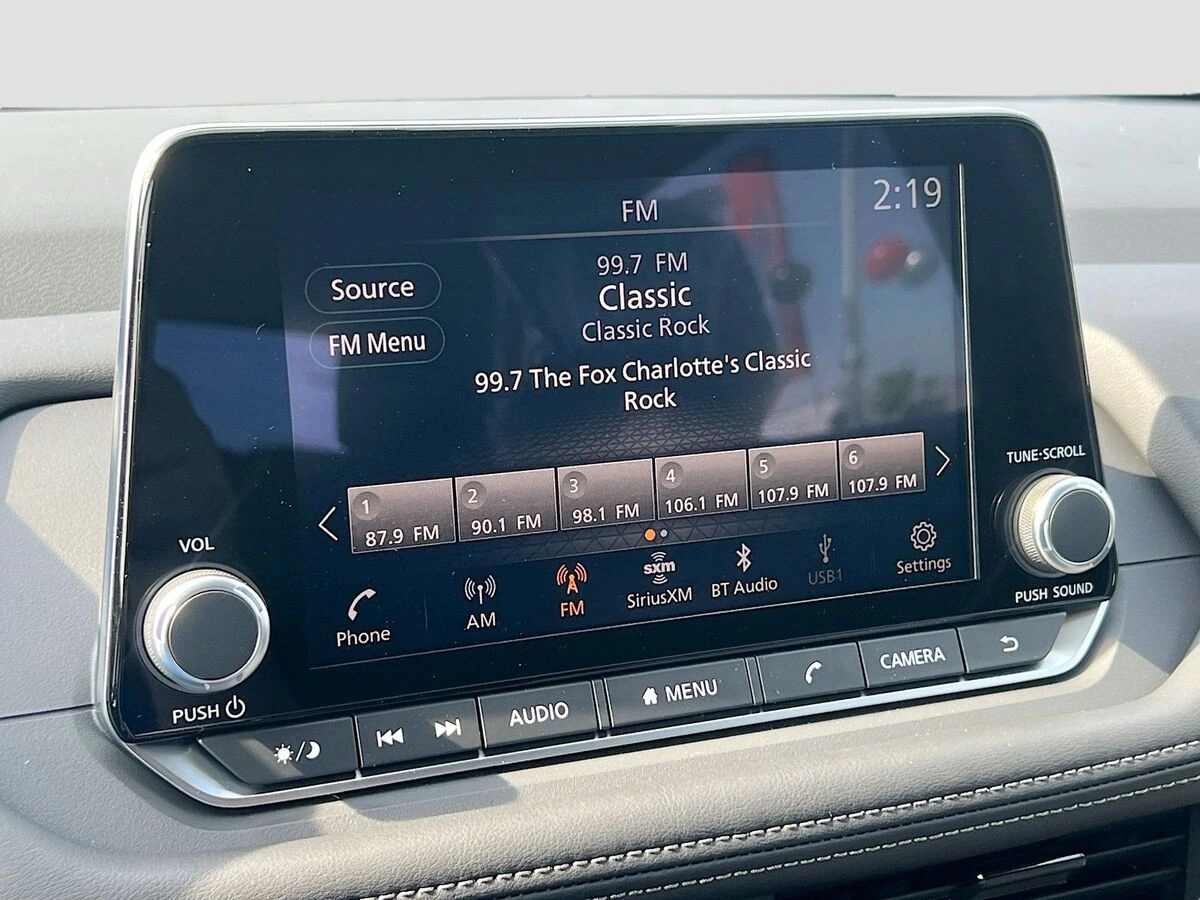 FM
2:19
Source
99.7 FM
Classic
Classic Rock
FM Menu
99.7 The Fox Charlotte's Classic
Rock
1
87.9 FM
2
90.1 FM
3
98.1 FM
4
106.1 FM
5
107.9 FM
6
107.9 FM
TUNE·SCROLL
VOL
Phone
AM
FM
sxm
SiriusXM
BT Audio
USB1
Settings
PUSH SOUND
PUSH
AUDIO
MENU
CAMERA